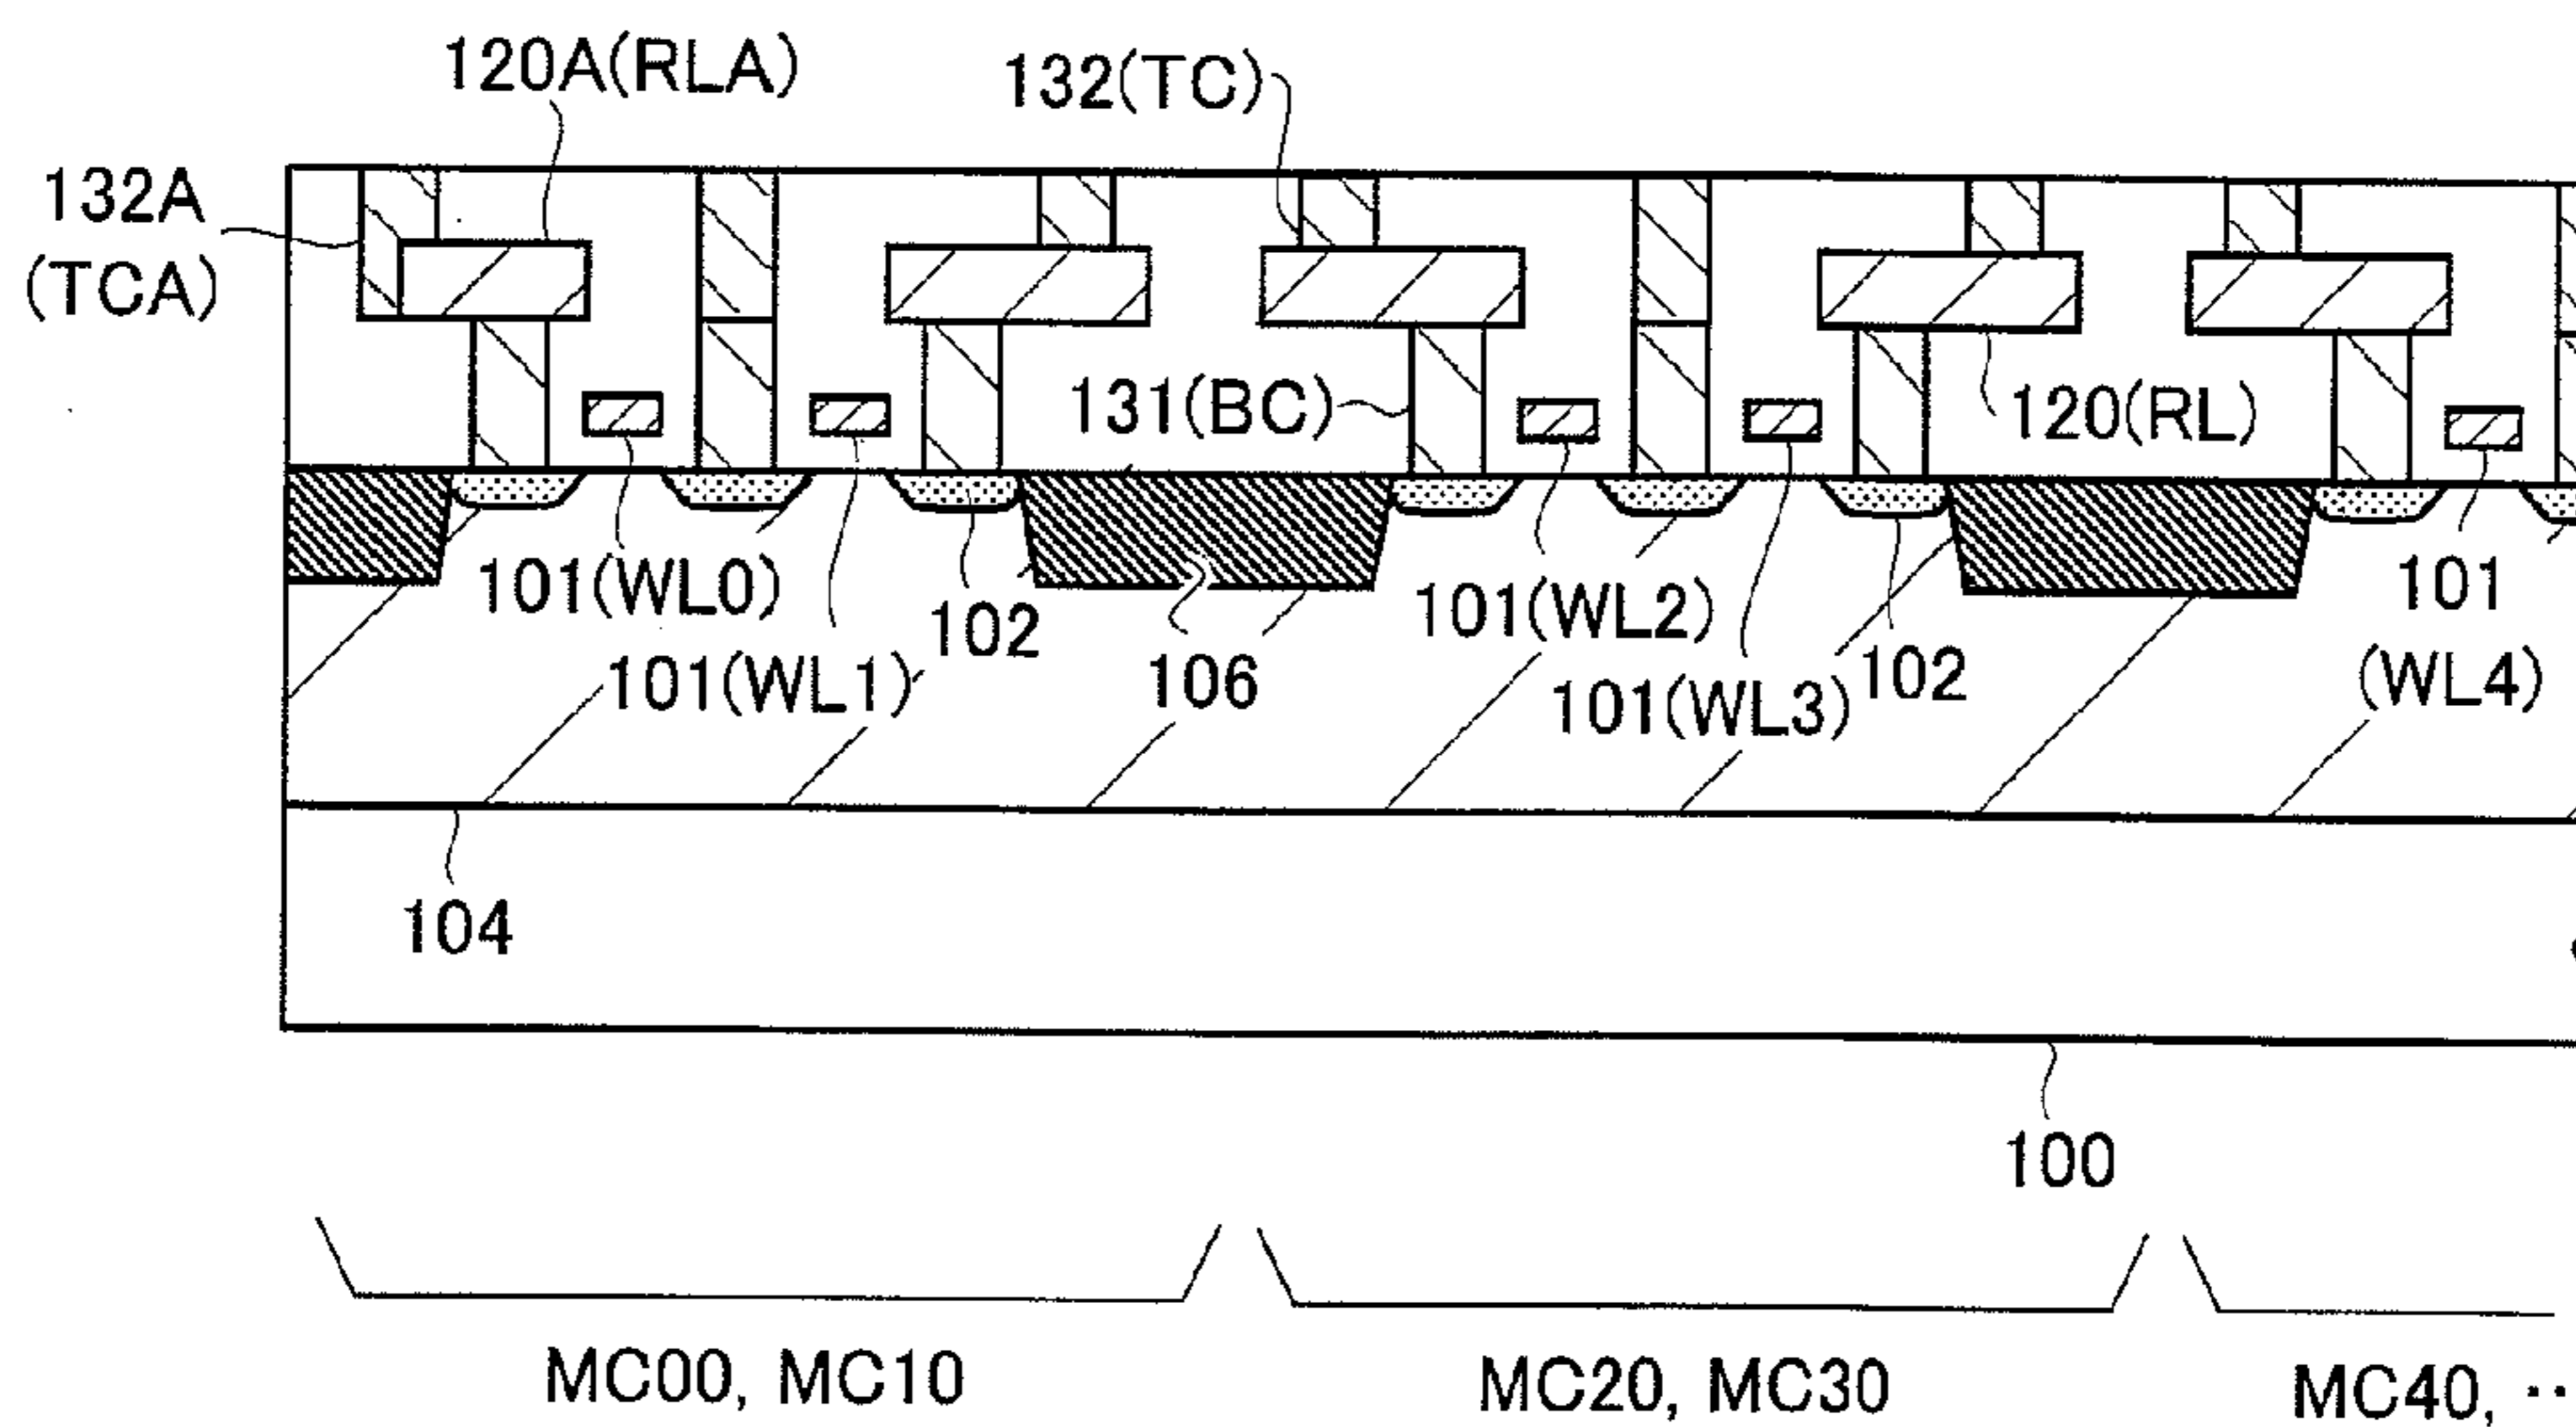 120A(RLA)
132(TC)
132A
(TCA)
131(BC)
120(RL)
101(WL0)
101(WL1)
102
106
101(WL2)
101(WL3)
102
101
(WL4)
104
100
MC00, MC10
MC20, MC30
MC40, ··